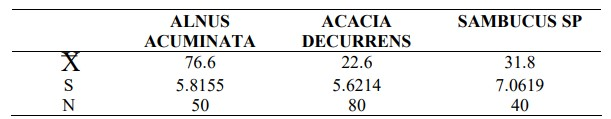 ALNUS ACUMINATA ACACIA DECURRENS SAMBUCUS SP
X̄ 76.6 22.6 31.8
S 5.8155 5.6214 7.0619
N 50 80 40